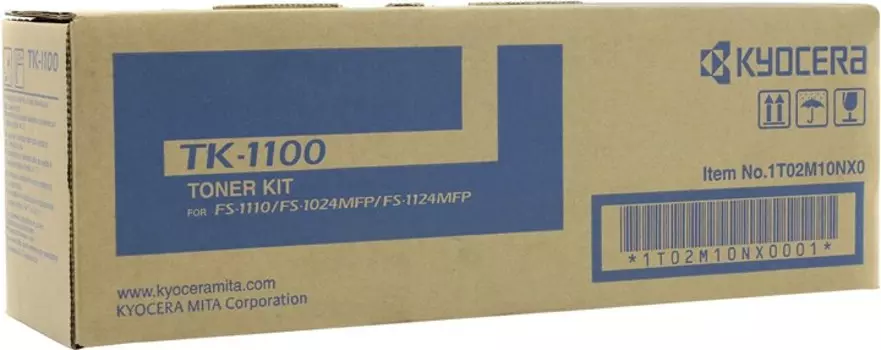 TK-1100
KYOCERA
TK-1100
TONER KIT
FOR FS-1110/FS-1024MFP/FS-1124MFP
Item No.1T02M10NX0
*1T02M10NX0001*
www.kyoceramita.com
KYOCERA MITA Corporation